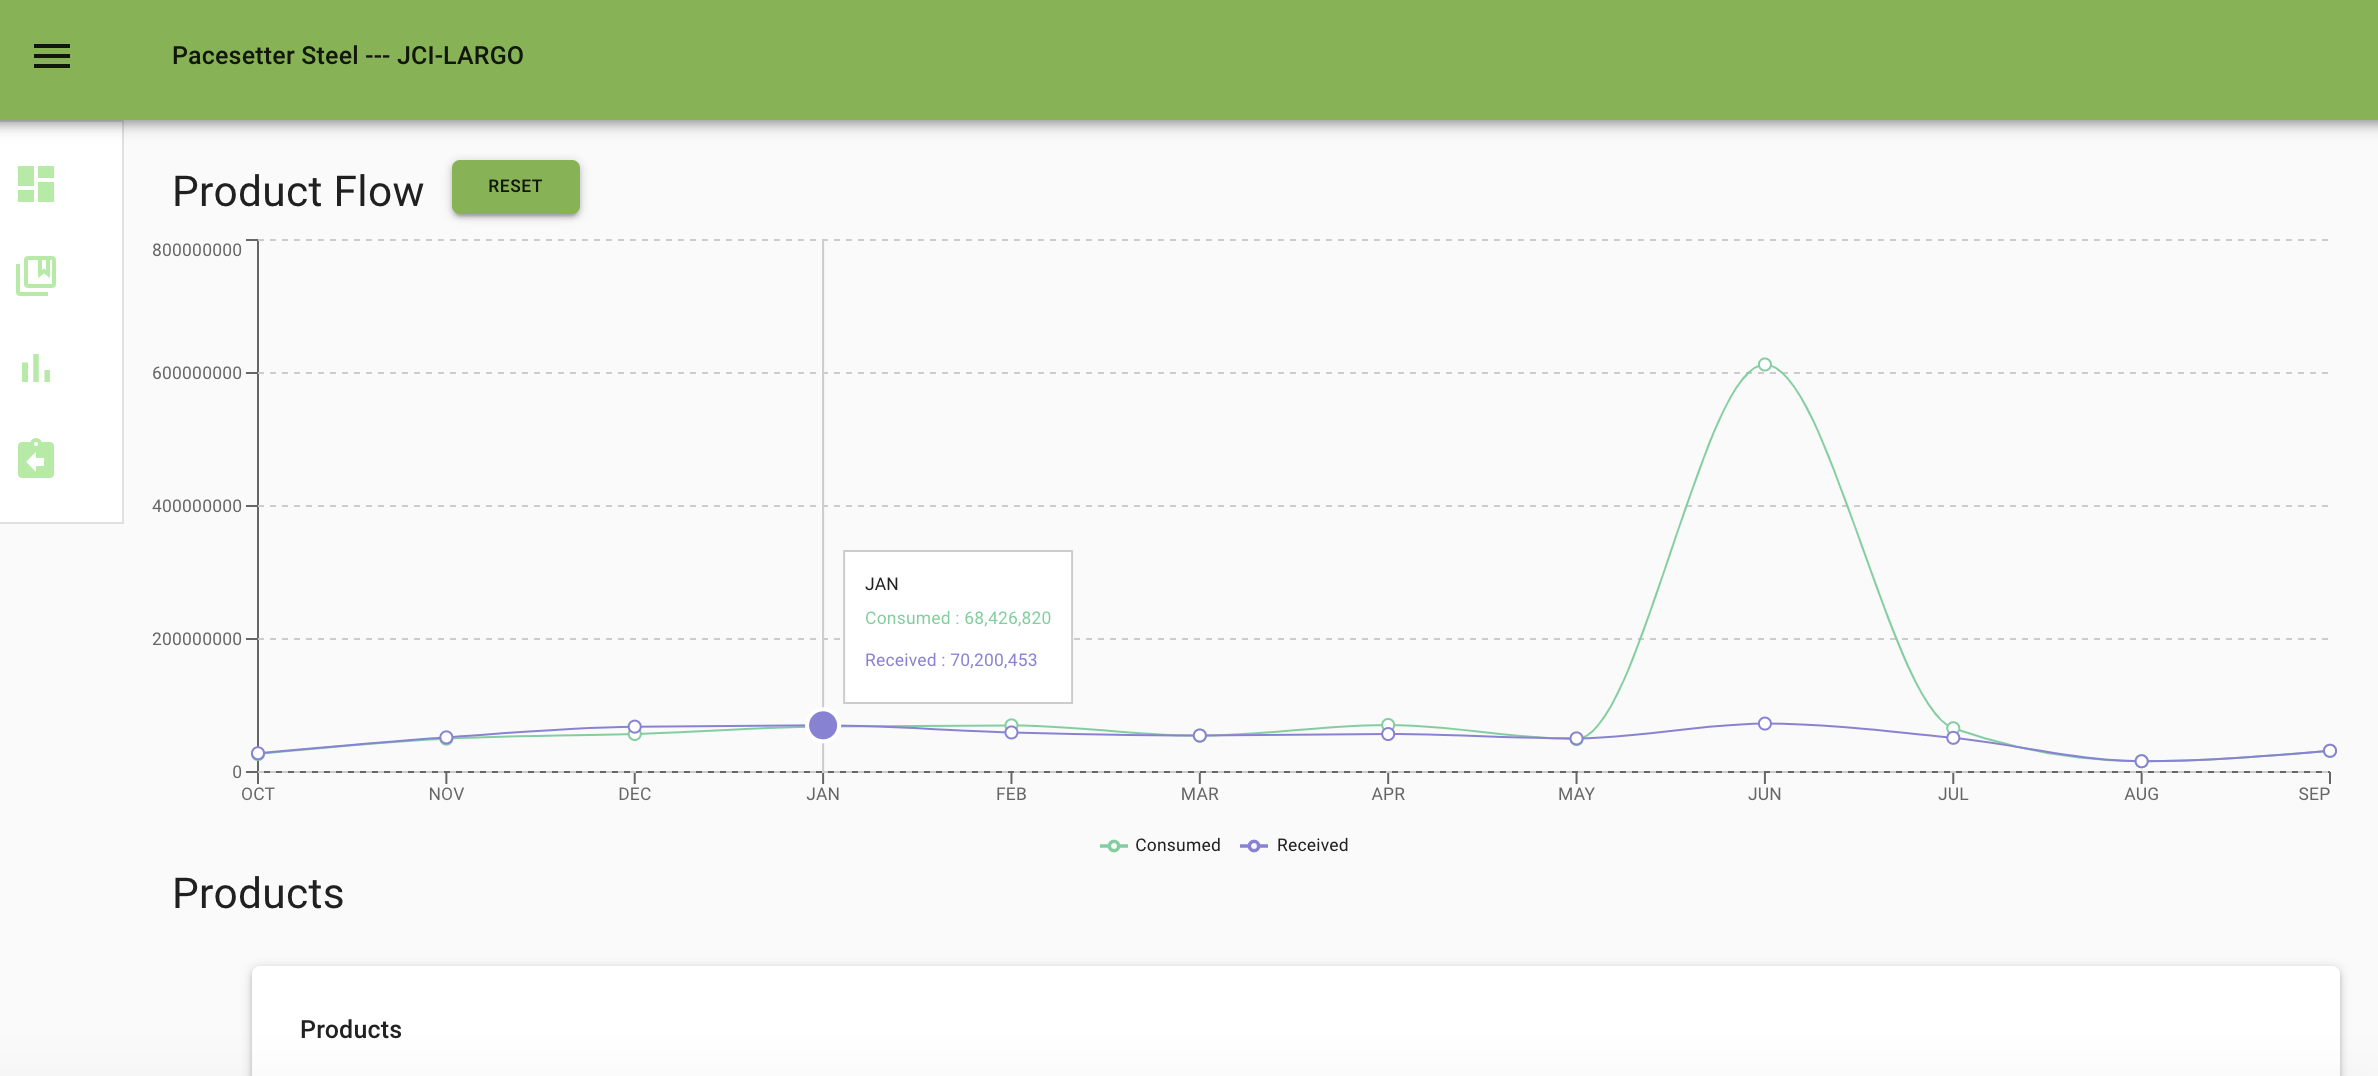 Pacesetter Steel --- JCI-LARGO
Product Flow
RESET
800000000
600000000
400000000
200000000
0
JAN
Consumed : 68,426,820
Received : 70,200,453
OCT NOV DEC JAN FEB MAR APR MAY JUN JUL AUG SEP
Consumed Received
Products
Products